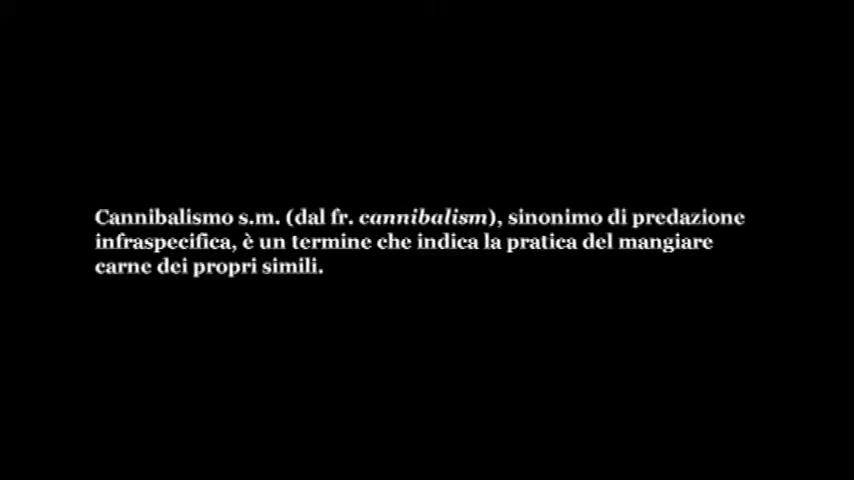 Cannibalismo s.m. (dal fr. cannibalism), sinonimo di predazione
infraspecifica, è un termine che indica la pratica del mangiare
carne dei propri simili.